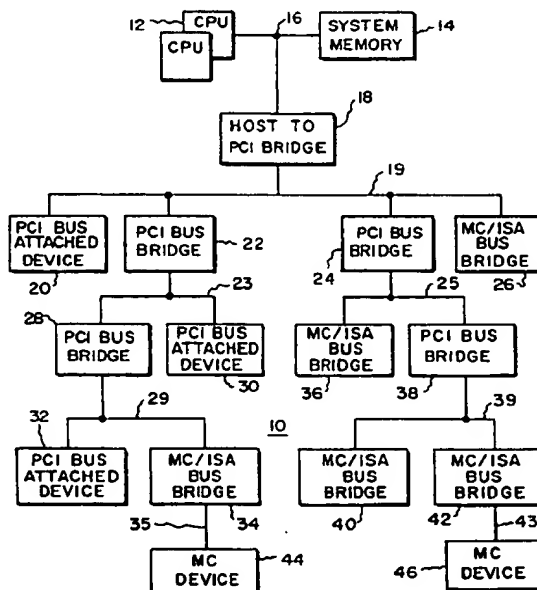 12
CPU
CPU
16
SYSTEM
MEMORY
14
HOST TO
PCI BRIDGE
18
19
PCI BUS
ATTACHED
DEVICE
20
PCI BUS
BRIDGE
22
PCI BUS
BRIDGE
24
MC/ISA
BUS
BRIDGE
26
23
25
28
PCI BUS
BRIDGE
PCI BUS
ATTACHED
DEVICE
30
MC/ISA
BUS
BRIDGE
36
PCI BUS
BRIDGE
38
29
10
39
32
PCI BUS
ATTACHED
DEVICE
MC/ISA
BUS
BRIDGE
34
MC/ISA
BUS
BRIDGE
40
MC/ISA
BUS
BRIDGE
42
35
43
MC
DEVICE
44
46
MC
DEVICE